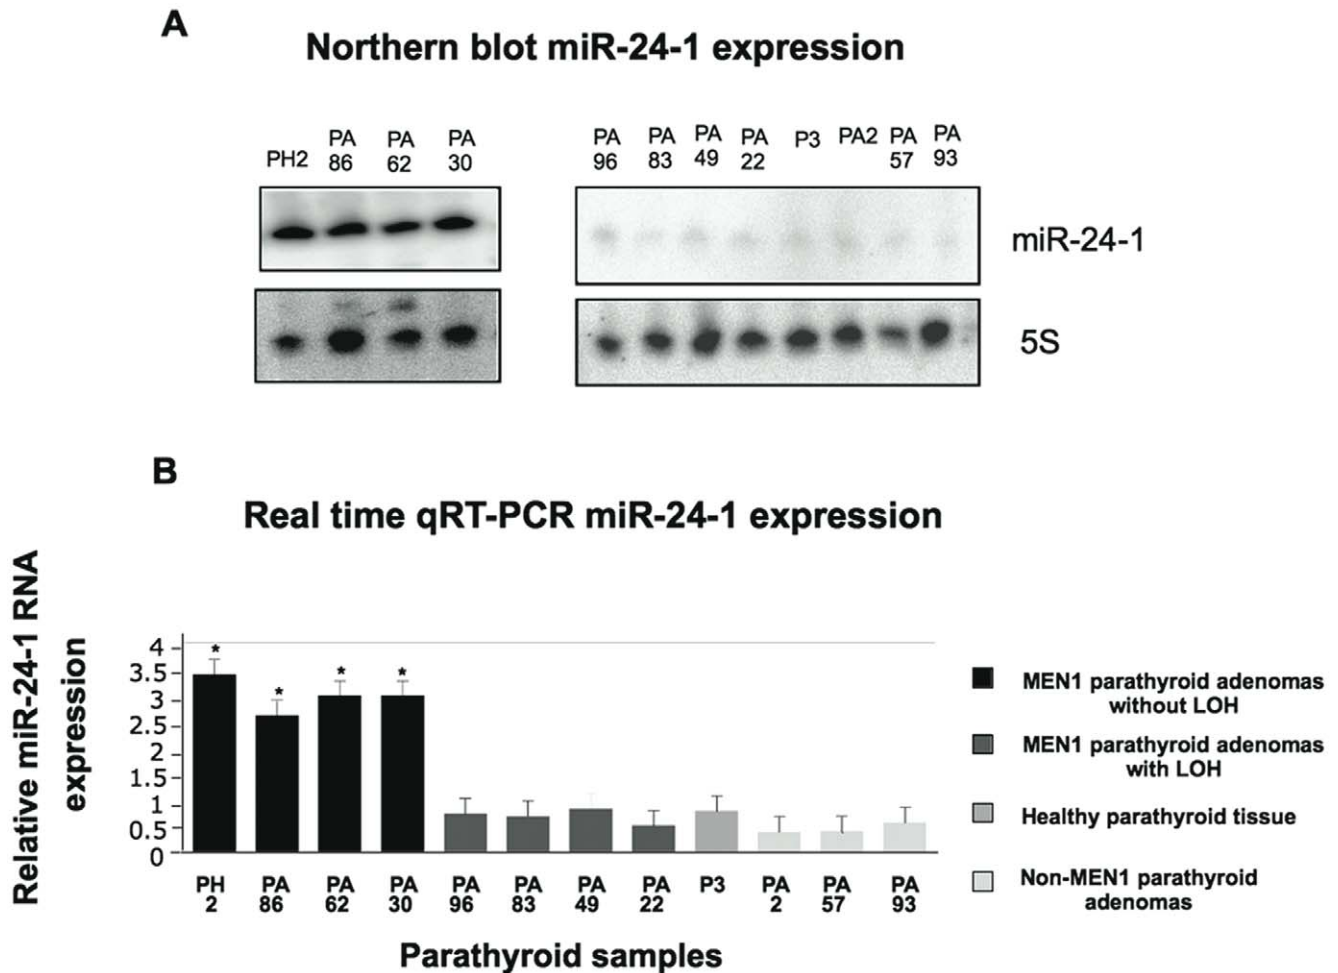 A
Northern blot miR-24-1 expression
PH2 PA 86 PA 62 PA 30 PA 96 PA 83 PA 49 PA 22 P3 PA2 PA 57 PA 93
miR-24-1
5S
B
Real time qRT-PCR miR-24-1 expression
Relative miR-24-1 RNA
expression
4
3.5
3
2.5
2
1.5
1
0.5
0
* * * *
PH 2 PA 86 PA 62 PA 30 PA 96 PA 83 PA 49 PA 22 P3 PA 2 PA 57 PA 93
Parathyroid samples
MEN1 parathyroid adenomas
without LOH
MEN1 parathyroid adenomas
with LOH
Healthy parathyroid tissue
Non-MEN1 parathyroid
adenomas